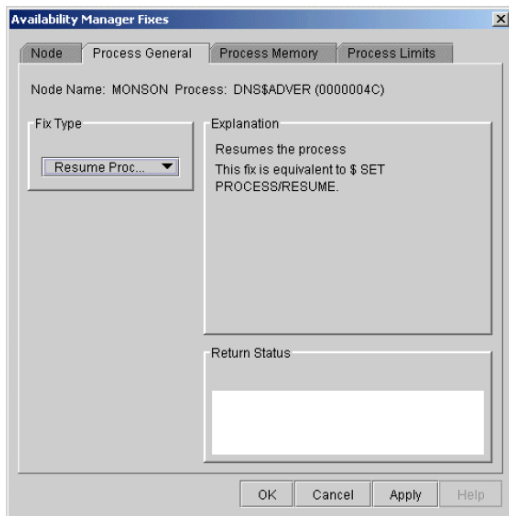 Availability Manager Fixes
Node
Process General
Process Memory
Process Limits
Node Name: MONSON Process: DNS$ADVER (0000004C)
Fix Type
Resume Proc...
Explanation
Resumes the process
This fix is equivalent to $ SET
PROCESS/RESUME.
Return Status
OK
Cancel
Apply
Help